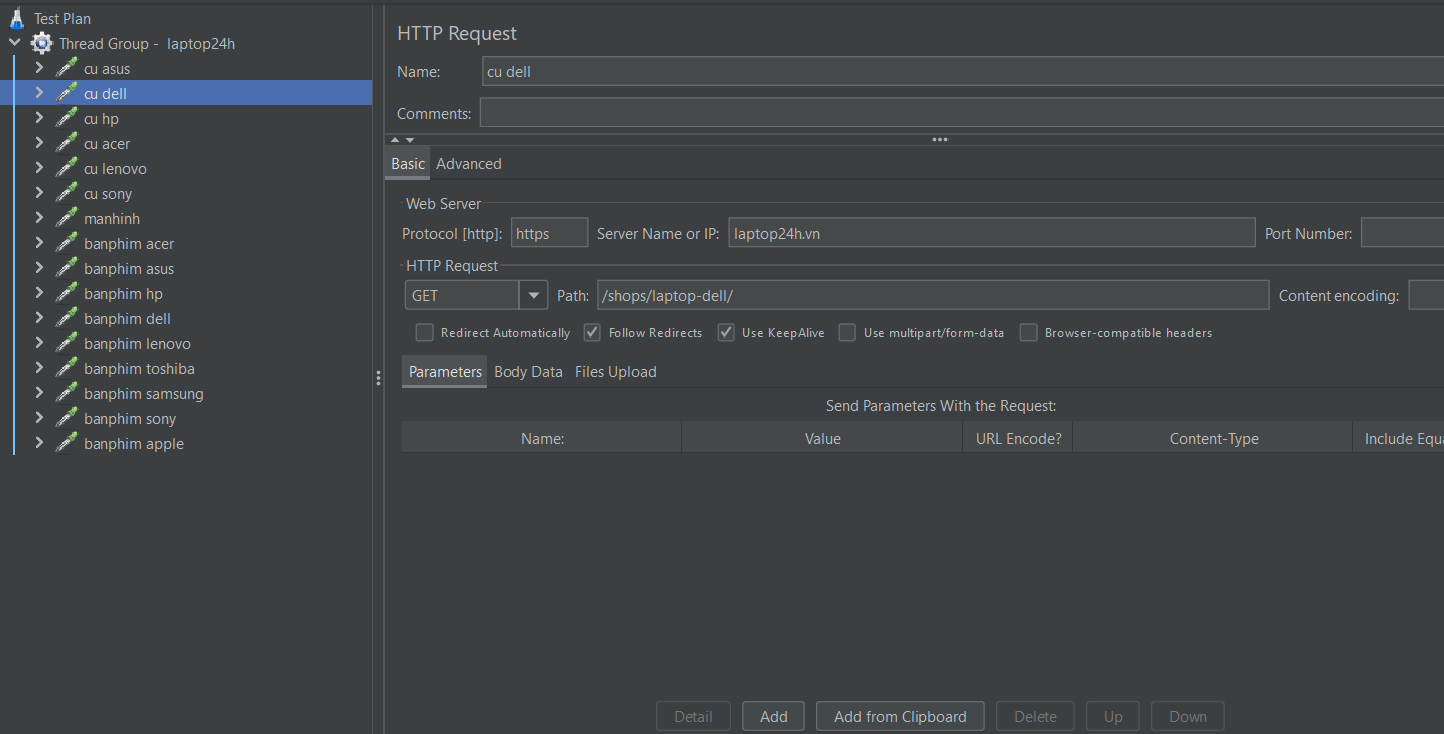 Test Plan
Thread Group - laptop24h
cu asus
cu dell
cu hp
cu acer
cu lenovo
cu sony
manhinh
banphim acer
banphim asus
banphim hp
banphim dell
banphim lenovo
banphim toshiba
banphim samsung
banphim sony
banphim apple
HTTP Request
Name: cu dell
Comments:
Basic Advanced
Web Server
Protocol [http]: https Server Name or IP: laptop24h.vn Port Number:
HTTP Request
GET Path: /shops/laptop-dell/ Content encoding:
Redirect Automatically Follow Redirects Use KeepAlive Use multipart/form-data Browser-compatible headers
Parameters Body Data Files Upload
Send Parameters With the Request:
Name: Value URL Encode? Content-Type Include Equa
Detail Add Add from Clipboard Delete Up Down